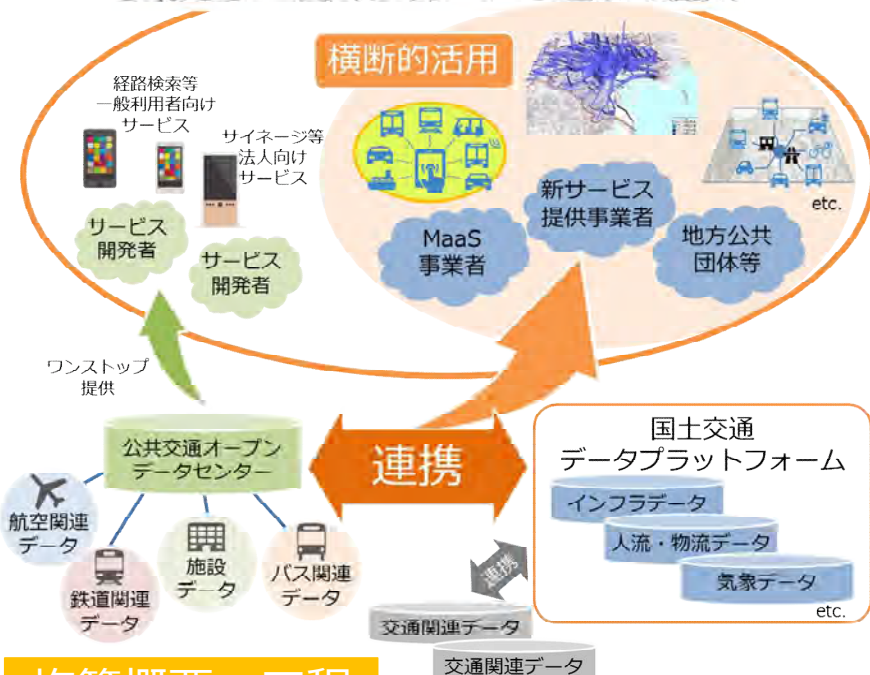 横断的活用
経路検索等
一般利用者向け
サービス
サイネージ等
法人向け
サービス
サービス
開発者
サービス
開発者
MaaS
事業者
新サービス
提供事業者
地方公共
団体等
etc.
ワンストップ
提供
公共交通オープン
データセンター
連携
国土交通
データプラットフォーム
インフラデータ
人流・物流データ
気象データ
etc.
航空関連
データ
鉄道関連
データ
施設
データ
バス関連
データ
連携
交通関連データ
交通関連データ